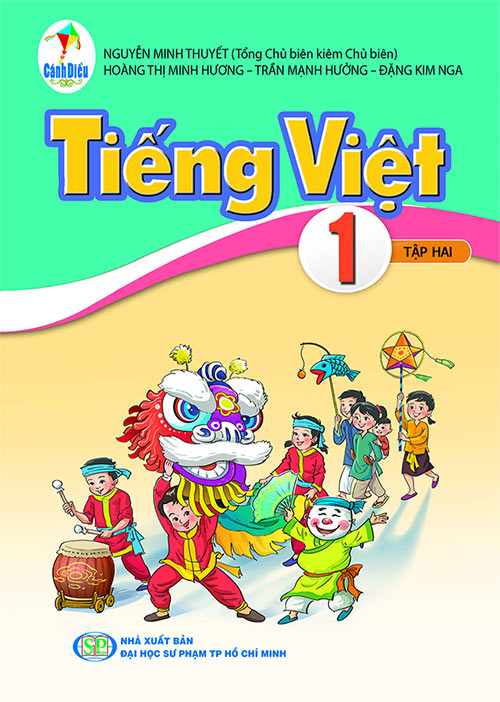 Cánh Diều
NGUYỄN MINH THUYẾT (Tổng Chủ biên kiêm Chủ biên)
HOÀNG THỊ MINH HƯƠNG – TRẦN MẠNH HƯỞNG – ĐẶNG KIM NGA
Tiếng Việt
1
TẬP HAI
SP
NHÀ XUẤT BẢN
ĐẠI HỌC SƯ PHẠM TP HỒ CHÍ MINH